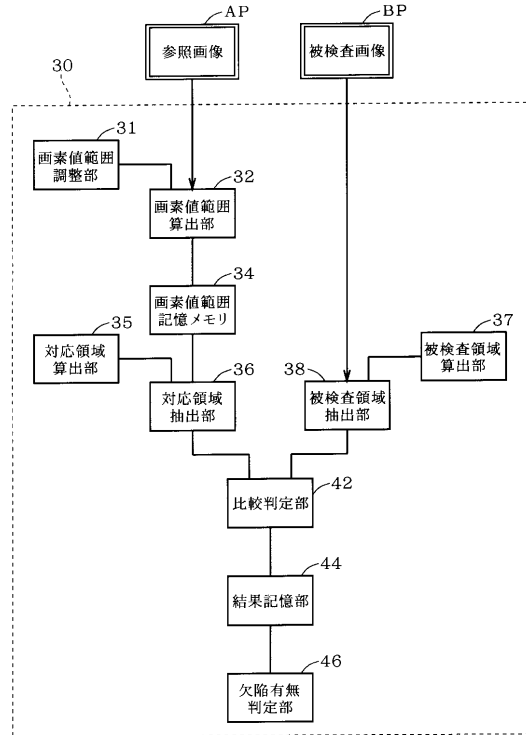 AP
参照画像
BP
被検査画像
30
31
画素値範囲
調整部
32
画素値範囲
算出部
34
画素値範囲
記憶メモリ
35
対応領域
算出部
36
対応領域
抽出部
37
被検査領域
算出部
38
被検査領域
抽出部
42
比較判定部
44
結果記憶部
46
欠陥有無
判定部